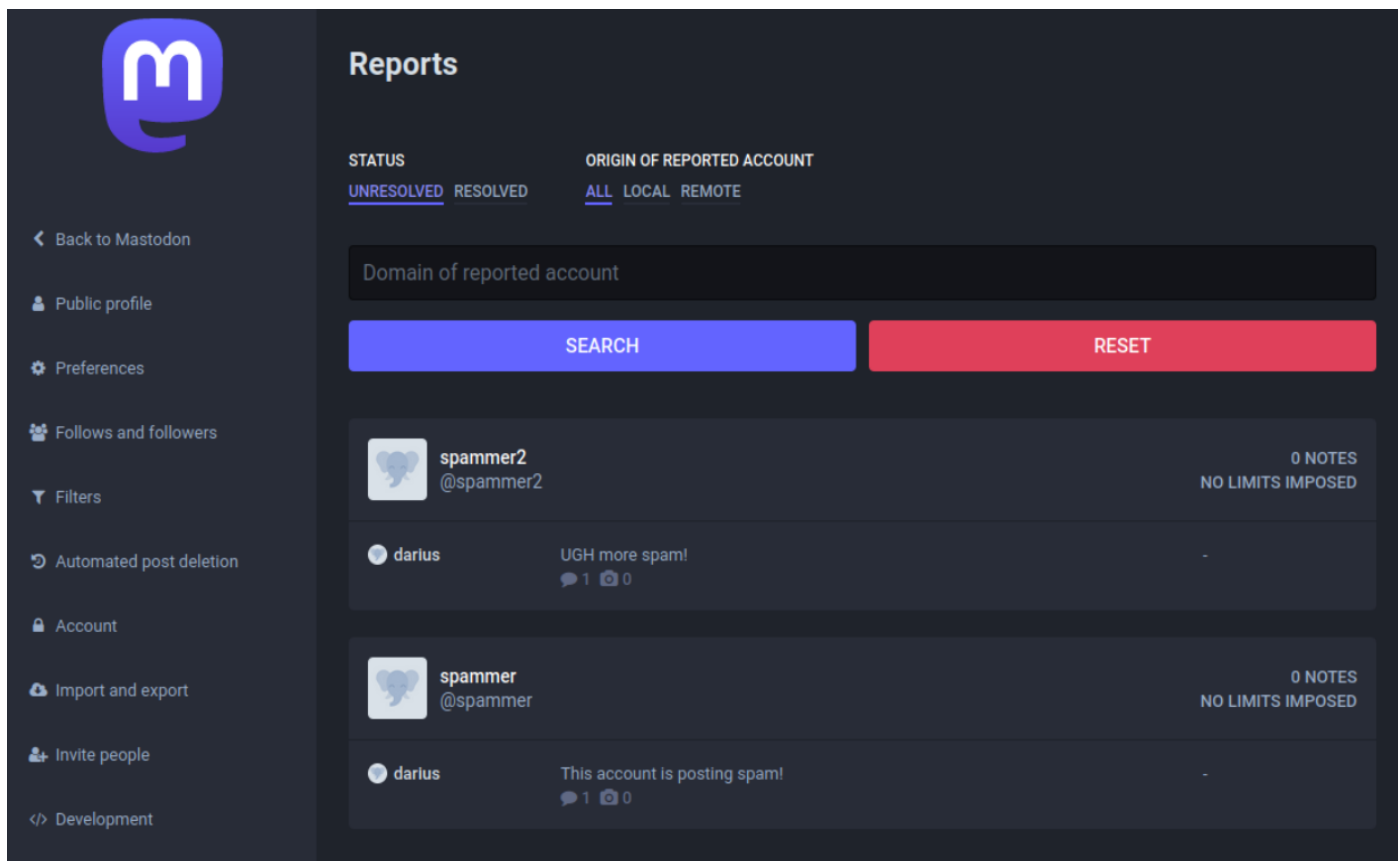 m
Back to Mastodon
Public profile
Preferences
Follows and followers
Filters
Automated post deletion
Account
Import and export
Invite people
</> Development
Reports
STATUS
UNRESOLVED RESOLVED
ORIGIN OF REPORTED ACCOUNT
ALL LOCAL REMOTE
Domain of reported account
SEARCH RESET
spammer2
@spammer2
0 NOTES
NO LIMITS IMPOSED
darius UGH more spam! -
1 0
spammer
@spammer
0 NOTES
NO LIMITS IMPOSED
darius This account is posting spam! -
1 0